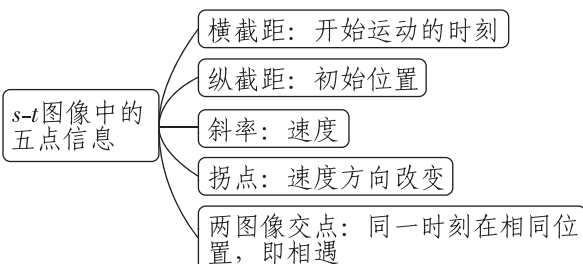 横截距：开始运动的时刻
纵截距：初始位置
s-t图像中的
五点信息
斜率：速度
拐点：速度方向改变
两图像交点：同一时刻在相同位
置，即相遇